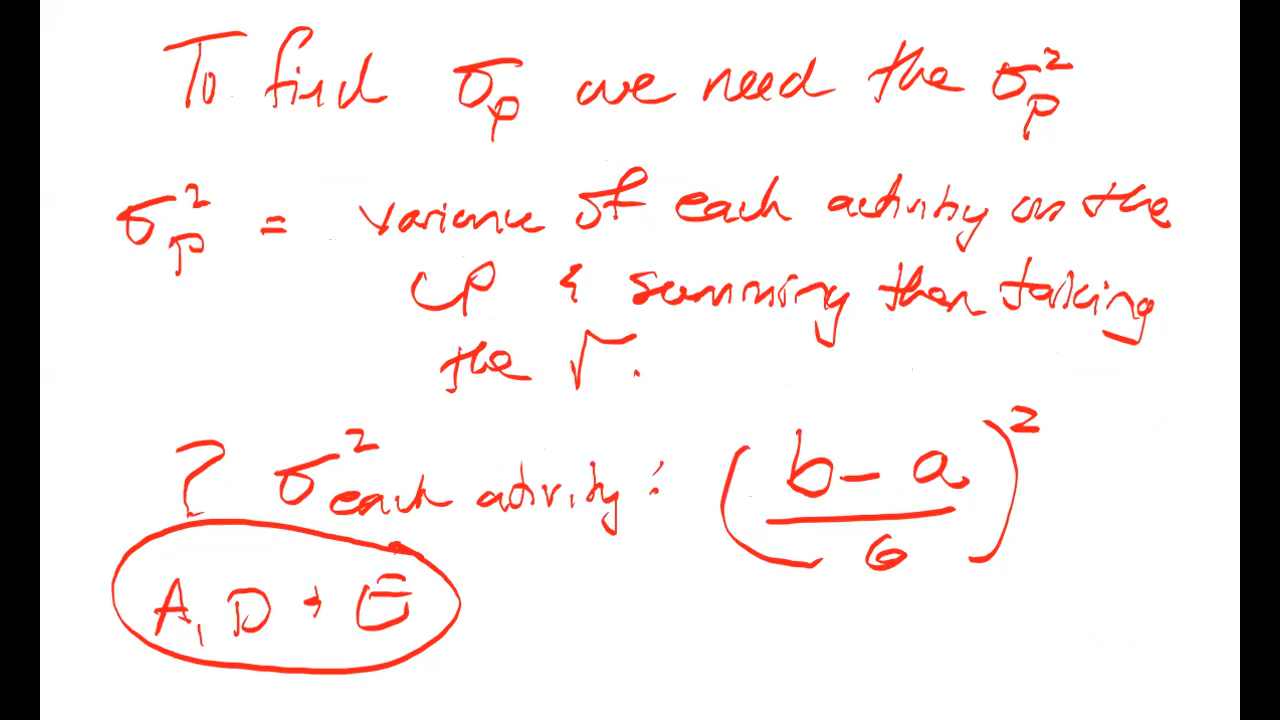 To find σp we need the σp²
σp² = variance of each activity on the
CP & summing then taking
the √.
? σ² each activity: (b - a / 6)²
A, D + E